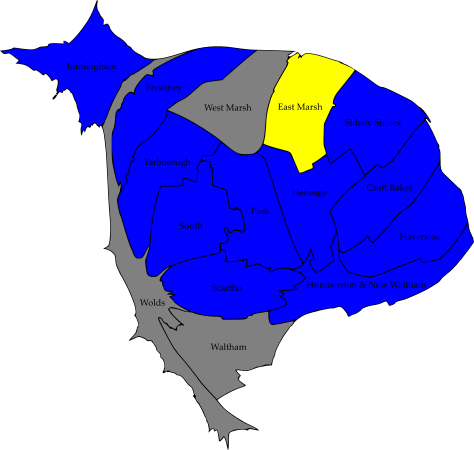 Immingham
Freshney
West Marsh
East Marsh
Sidney Sussex
Yarborough
Croft Baker
Heneage
Park
South
Haverstoe
Scartho
Humberston & New Waltham
Wolds
Waltham